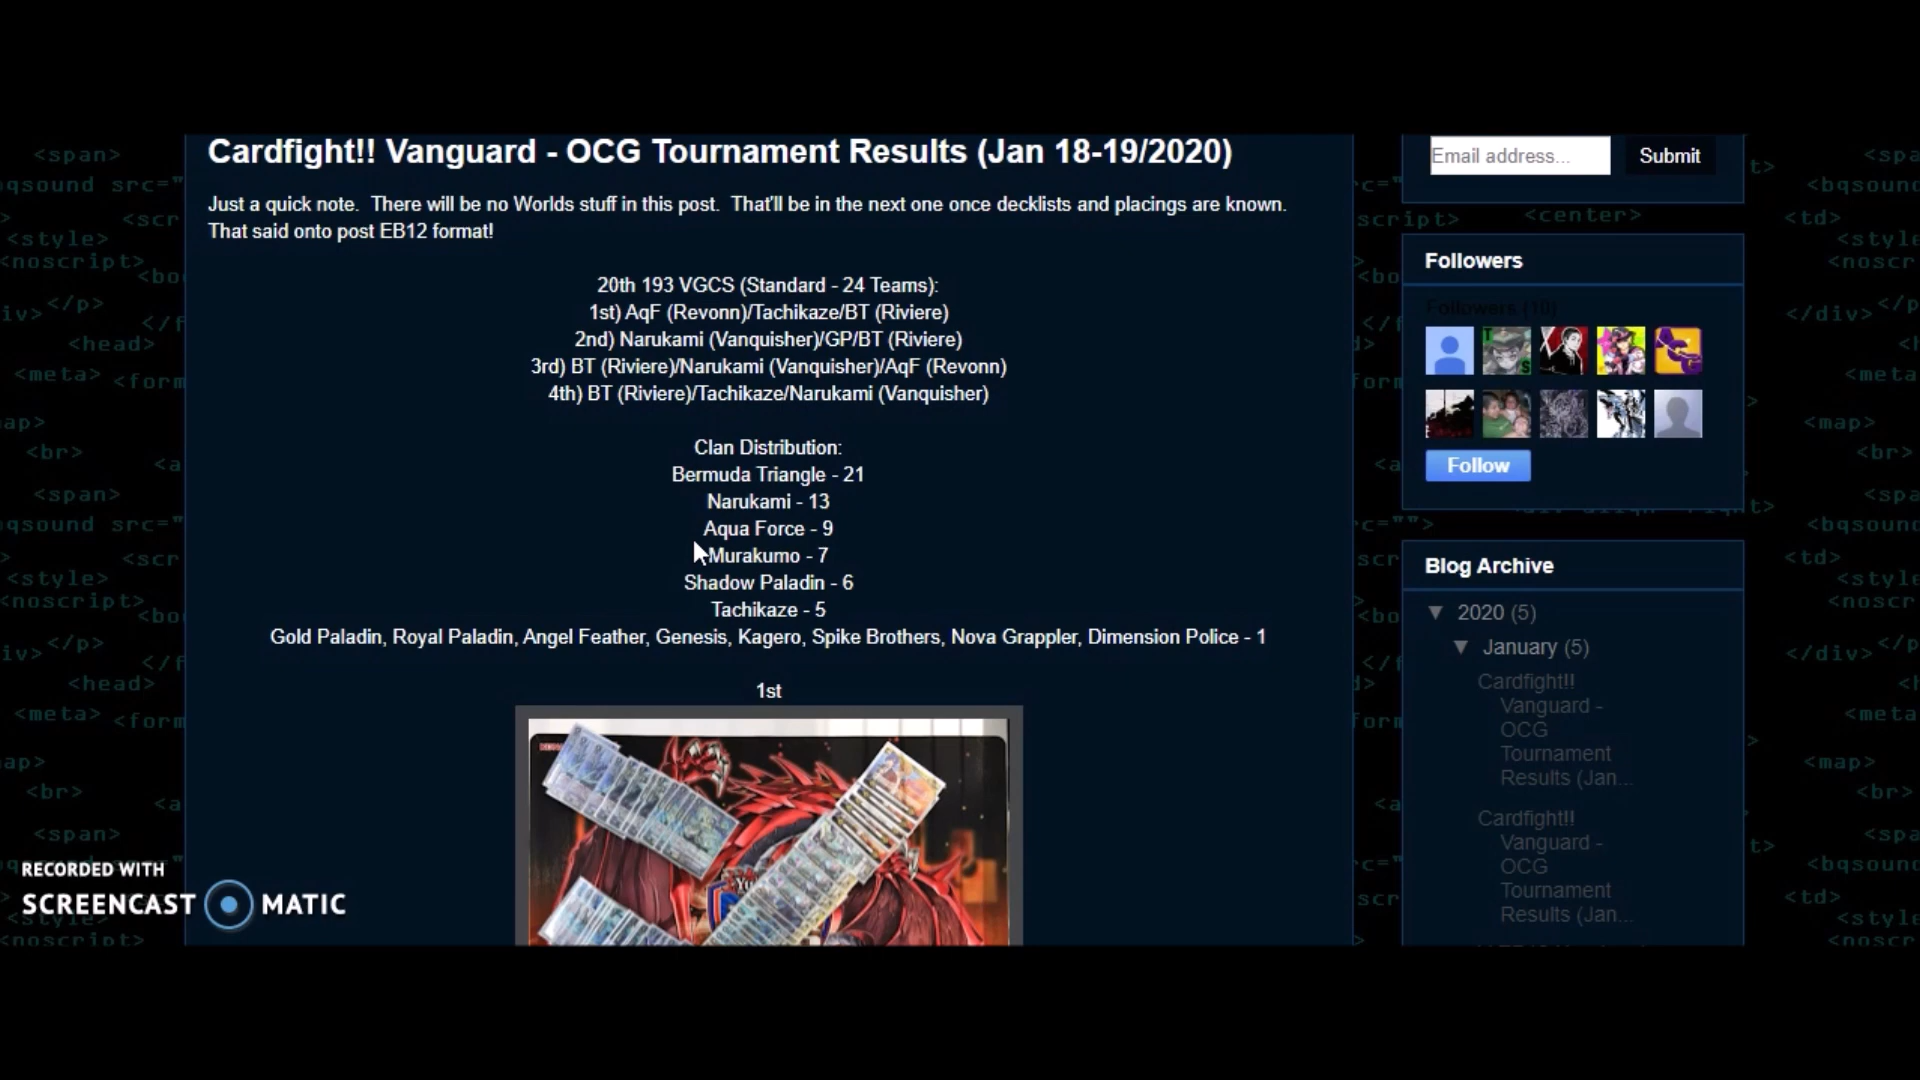 Cardfight!! Vanguard - OCG Tournament Results (Jan 18-19/2020)
Just a quick note. There will be no Worlds stuff in this post. That'll be in the next one once decklists and placings are known.
That said onto post EB12 format!
20th 193 VGCS (Standard - 24 Teams):
1st) AqF (Revonn)/Tachikaze/BT (Riviere)
2nd) Narukami (Vanquisher)/GP/BT (Riviere)
3rd) BT (Riviere)/Narukami (Vanquisher)/AqF (Revonn)
4th) BT (Riviere)/Tachikaze/Narukami (Vanquisher)
Clan Distribution:
Bermuda Triangle - 21
Narukami - 13
Aqua Force - 9
Murakumo - 7
Shadow Paladin - 6
Tachikaze - 5
Gold Paladin, Royal Paladin, Angel Feather, Genesis, Kagero, Spike Brothers, Nova Grappler, Dimension Police - 1
1st
Email address...
Submit
Followers
Followers (10)
Follow
Blog Archive
▼ 2020 (5)
▼ January (5)
Cardfight!!
Vanguard -
OCG
Tournament
Results (Jan...
Cardfight!!
Vanguard -
OCG
Tournament
Results (Jan...
RECORDED WITH
SCREENCAST MATIC